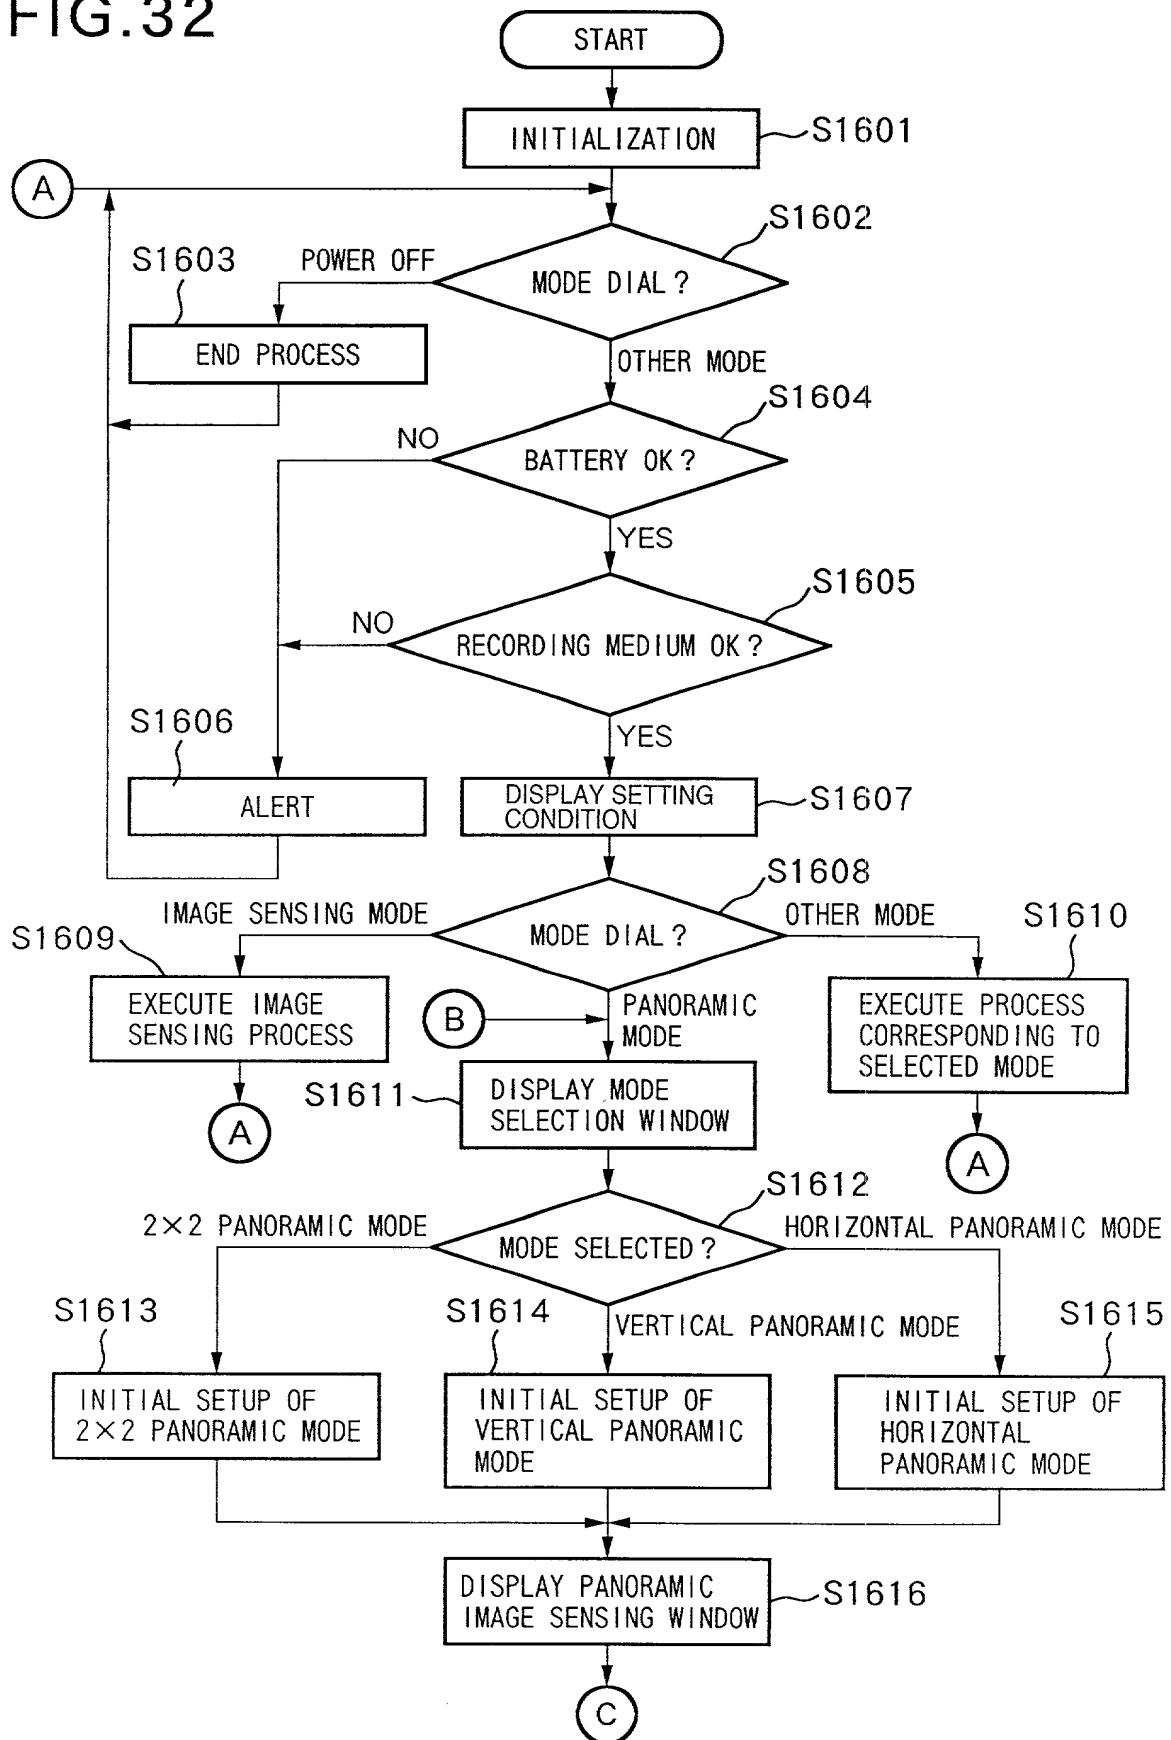 FIG.32
START
INITIALIZATION
S1601
A
S1602
S1603
POWER OFF
MODE DIAL?
END PROCESS
OTHER MODE
S1604
NO
BATTERY OK?
YES
S1605
NO
RECORDING MEDIUM OK?
S1606
YES
ALERT
DISPLAY SETTING
CONDITION
S1607
S1608
IMAGE SENSING MODE
MODE DIAL?
OTHER MODE
S1609
S1610
EXECUTE IMAGE
SENSING PROCESS
B
PANORAMIC
MODE
EXECUTE PROCESS
CORRESPONDING TO
SELECTED MODE
S1611
DISPLAY MODE
SELECTION WINDOW
A
A
S1612
2×2 PANORAMIC MODE
MODE SELECTED?
HORIZONTAL PANORAMIC MODE
S1613
S1614
VERTICAL PANORAMIC MODE
S1615
INITIAL SETUP OF
2×2 PANORAMIC MODE
INITIAL SETUP OF
VERTICAL PANORAMIC
MODE
INITIAL SETUP OF
HORIZONTAL
PANORAMIC MODE
DISPLAY PANORAMIC
IMAGE SENSING WINDOW
S1616
C